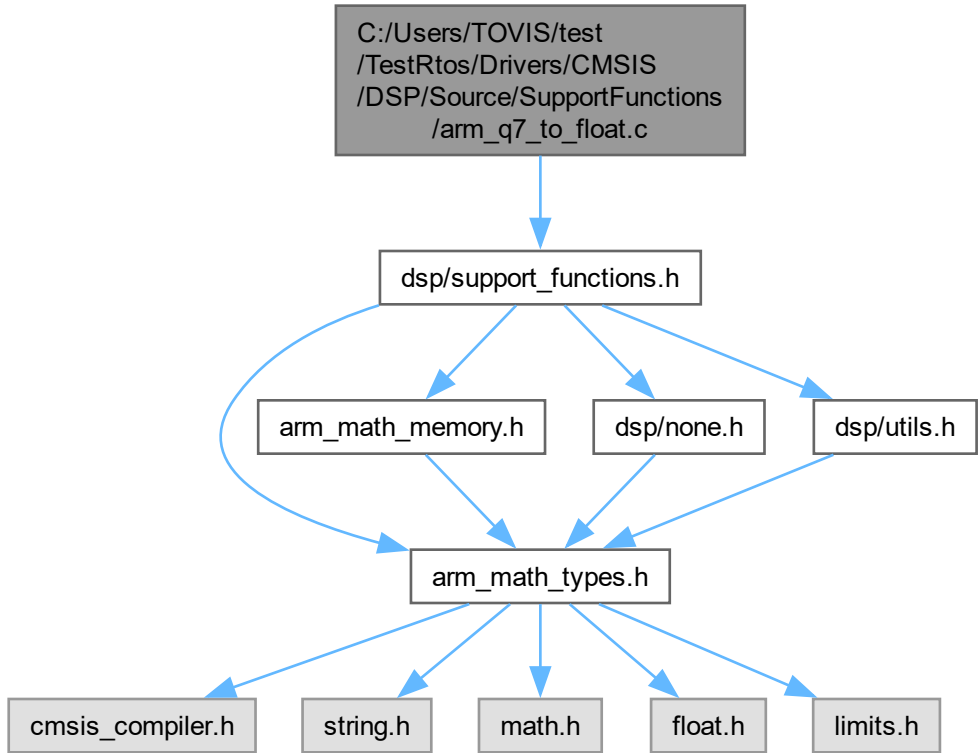 C:/Users/TOVIS/test
/TestRtos/Drivers/CMSIS
/DSP/Source/SupportFunctions
/arm_q7_to_float.c
dsp/support_functions.h
arm_math_memory.h
dsp/none.h
dsp/utils.h
arm_math_types.h
cmsis_compiler.h
string.h
math.h
float.h
limits.h